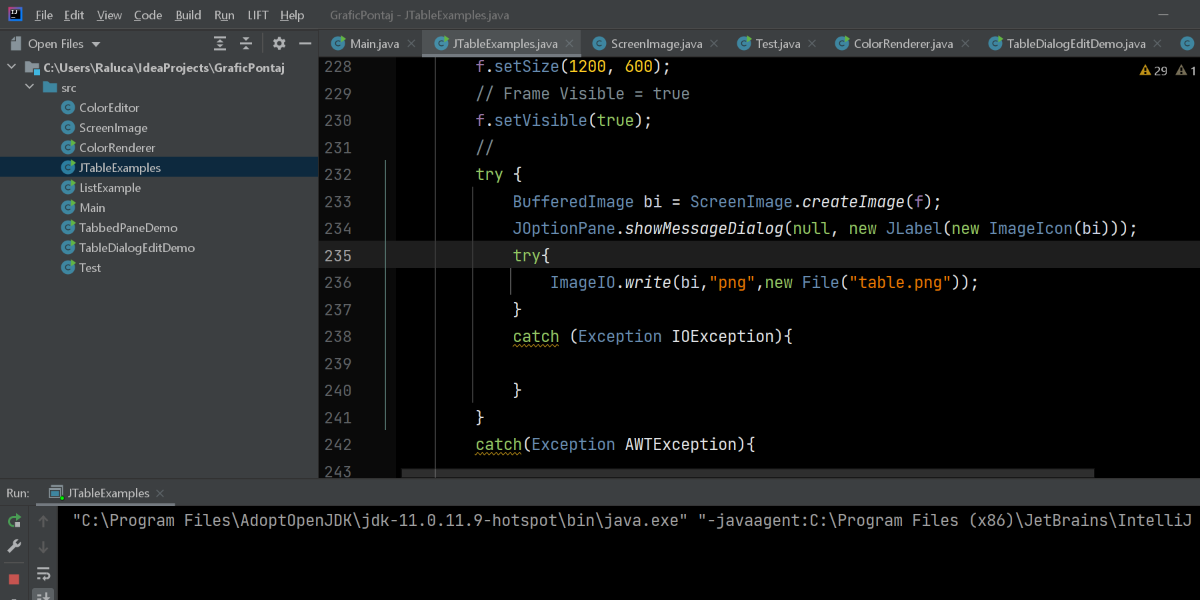 File Edit View Code Build Run LIFT Help GraficPontaj - JTableExamples.java
Open Files
Main.java JTableExamples.java ScreenImage.java Test.java ColorRenderer.java TableDialogEditDemo.java
C:\Users\Raluca\IdeaProjects\GraficPontaj
src
ColorEditor
ScreenImage
ColorRenderer
JTableExamples
ListExample
Main
TabbedPaneDemo
TableDialogEditDemo
Test
29 1
228 f.setSize(1200, 600);
229 // Frame Visible = true
230 f.setVisible(true);
231 //
232 try {
233 BufferedImage bi = ScreenImage.createImage(f);
234 JOptionPane.showMessageDialog(null, new JLabel(new ImageIcon(bi)));
235 try{
236 ImageIO.write(bi,"png",new File("table.png"));
237 }
238 catch (Exception IOException){
239
240 }
241 }
242 catch(Exception AWTException){
243
Run: JTableExamples
"C:\Program Files\AdoptOpenJDK\jdk-11.0.11.9-hotspot\bin\java.exe" "-javaagent:C:\Program Files (x86)\JetBrains\IntelliJ